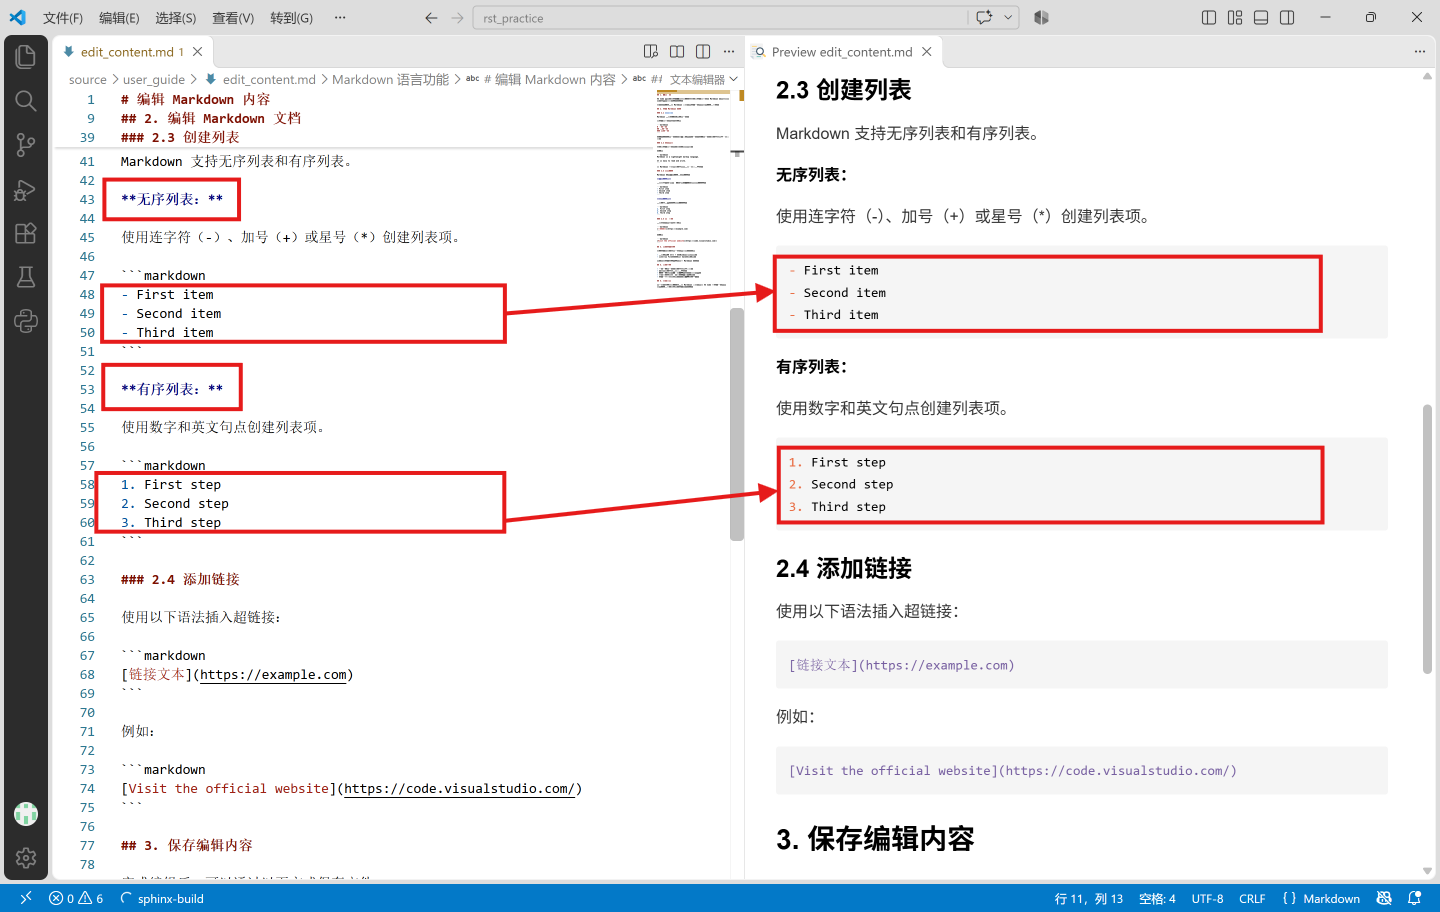 文件(F) 编辑(E) 选择(S) 查看(V) 转到(G) ···
rst_practice
edit_content.md 1
source > user_guide > edit_content.md > Markdown 语言功能 > abc # 编辑 Markdown 内容 > abc ## 文本编辑器
1 # 编辑 Markdown 内容
9 ## 2. 编辑 Markdown 文档
39 ### 2.3 创建列表
41 Markdown 支持无序列表和有序列表。
42
43 **无序列表：**
44
45 使用连字符（-）、加号（+）或星号（*）创建列表项。
46
47 ```markdown
48 - First item
49 - Second item
50 - Third item
51 ```
52
53 **有序列表：**
54
55 使用数字和英文句点创建列表项。
56
57 ```markdown
58 1. First step
59 2. Second step
60 3. Third step
61 ```
62
63 ### 2.4 添加链接
64
65 使用以下语法插入超链接：
66
67 ```markdown
68 [链接文本](https://example.com)
69 ```
70
71 例如：
72
73 ```markdown
74 [Visit the official website](https://code.visualstudio.com/)
75 ```
76
77 ## 3. 保存编辑内容
78
Preview edit_content.md
2.3 创建列表
Markdown 支持无序列表和有序列表。
无序列表：
使用连字符（-）、加号（+）或星号（*）创建列表项。
- First item
- Second item
- Third item
有序列表：
使用数字和英文句点创建列表项。
1. First step
2. Second step
3. Third step
2.4 添加链接
使用以下语法插入超链接：
[链接文本](https://example.com)
例如：
[Visit the official website](https://code.visualstudio.com/)
3. 保存编辑内容
0 6 sphinx-build
行 11，列 13 空格: 4 UTF-8 CRLF { } Markdown